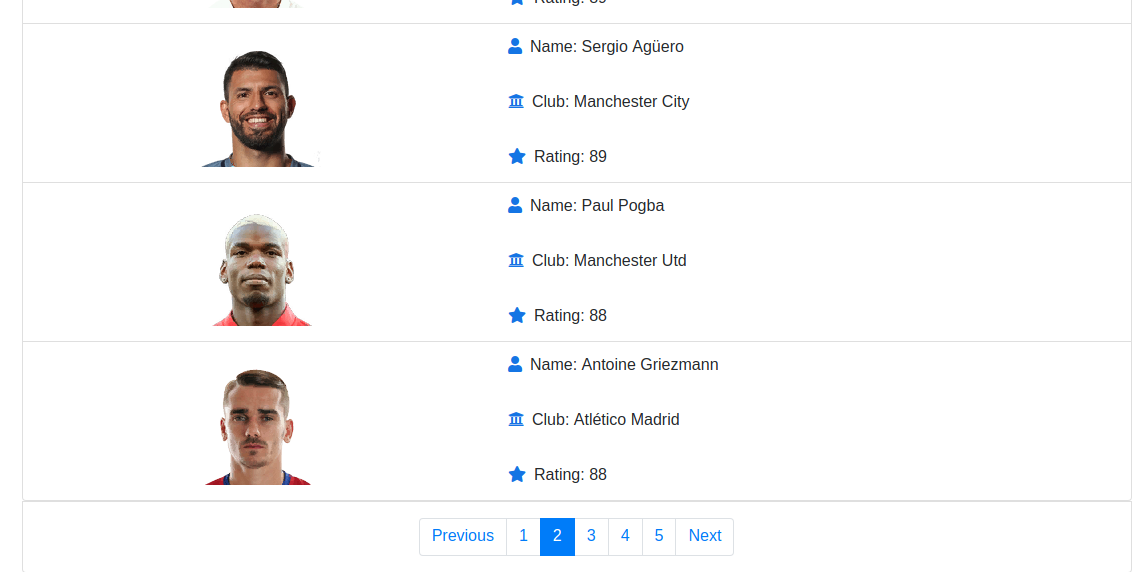 Rating: 89
Name: Sergio Agüero
Club: Manchester City
Rating: 89
Name: Paul Pogba
Club: Manchester Utd
Rating: 88
Name: Antoine Griezmann
Club: Atlético Madrid
Rating: 88
Previous 1 2 3 4 5 Next